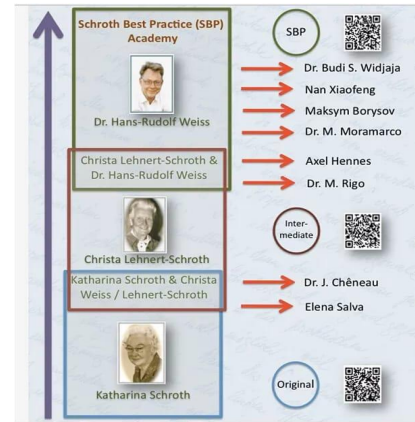 Schroth Best Practice (SBP)
Academy
Dr. Hans-Rudolf Weiss
Christa Lehnert-Schroth &
Dr. Hans-Rudolf Weiss
Christa Lehnert-Schroth
Katharina Schroth & Christa
Weiss / Lehnert-Schroth
Katharina Schroth
SBP
Dr. Budi S. Widjaja
Nan Xiaofeng
Maksym Borysov
Dr. M. Moramarco
Axel Hennes
Dr. M. Rigo
Inter-
mediate
Dr. J. Chêneau
Elena Salva
Original